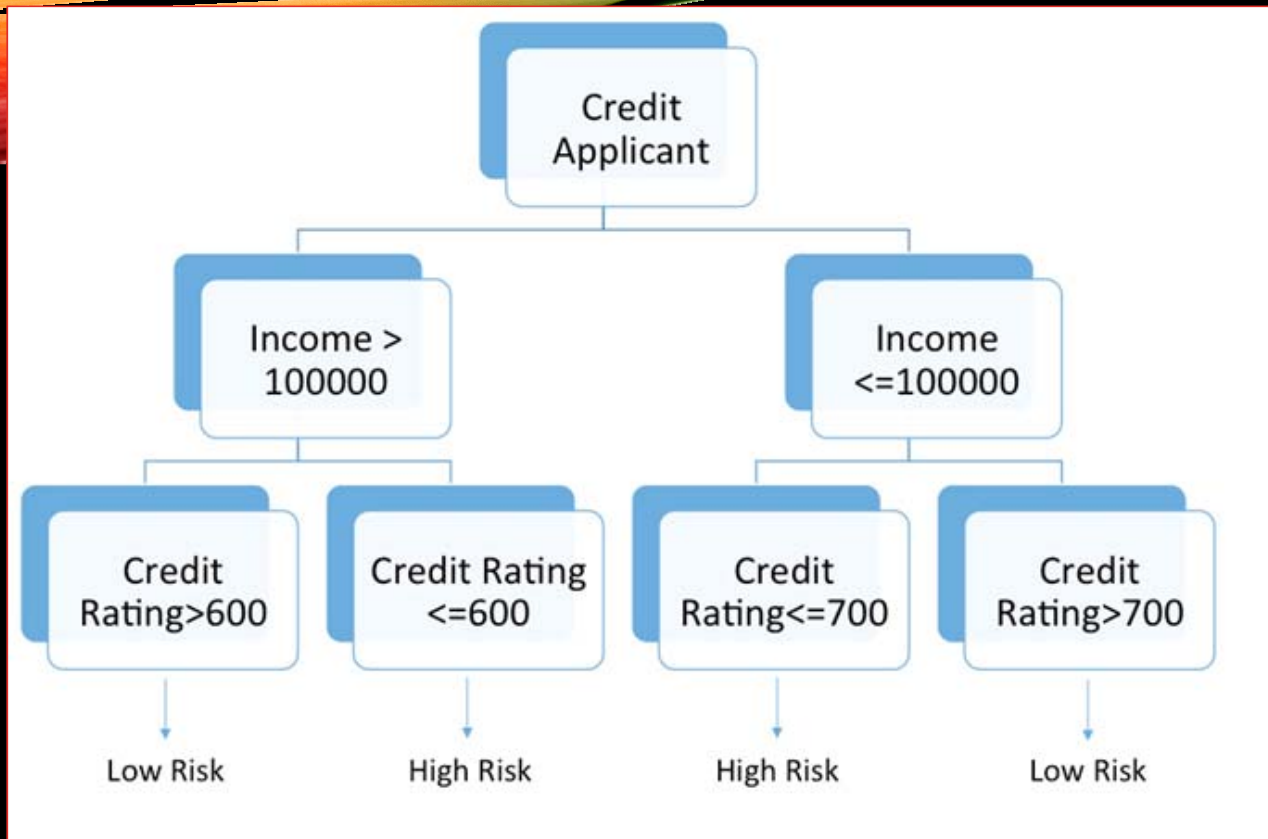 Credit
Applicant
Income >
100000
Income
<=100000
Credit
Rating>600
Credit Rating
<=600
Credit
Rating<=700
Credit
Rating>700
Low Risk
High Risk
High Risk
Low Risk